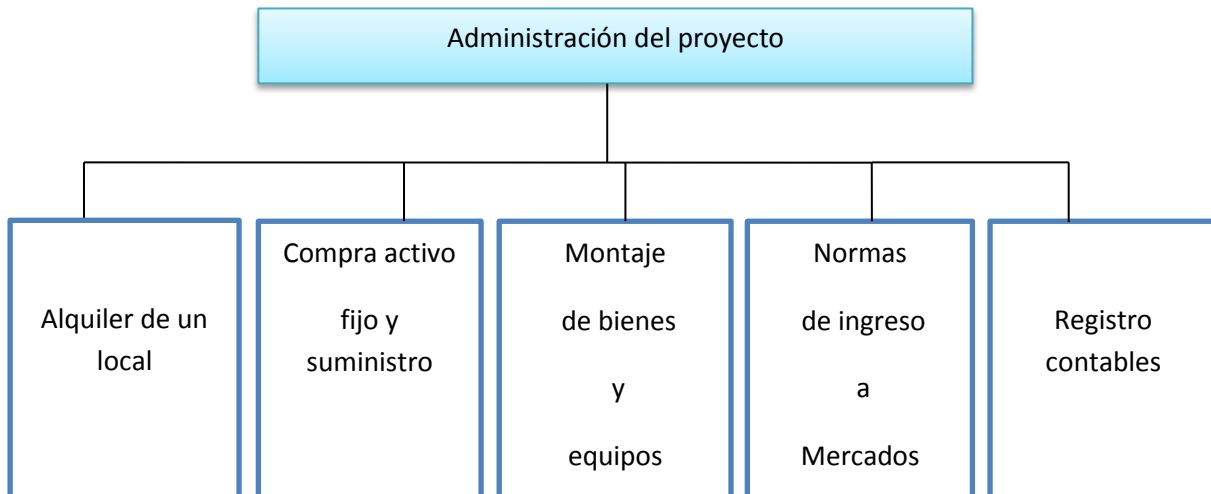 Administración del proyecto
Alquiler de un
local
Compra activo
fijo y
suministro
Montaje
de bienes
y
equipos
Normas
de ingreso
a
Mercados
Registro
contables